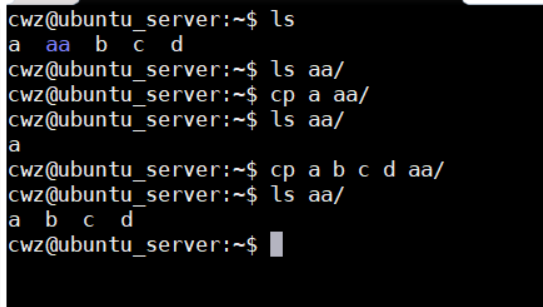 cwz@ubuntu_server:~$ ls
a  aa  b  c  d
cwz@ubuntu_server:~$ ls aa/
cwz@ubuntu_server:~$ cp a aa/
cwz@ubuntu_server:~$ ls aa/
a
cwz@ubuntu_server:~$ cp a b c d aa/
cwz@ubuntu_server:~$ ls aa/
a  b  c  d
cwz@ubuntu_server:~$